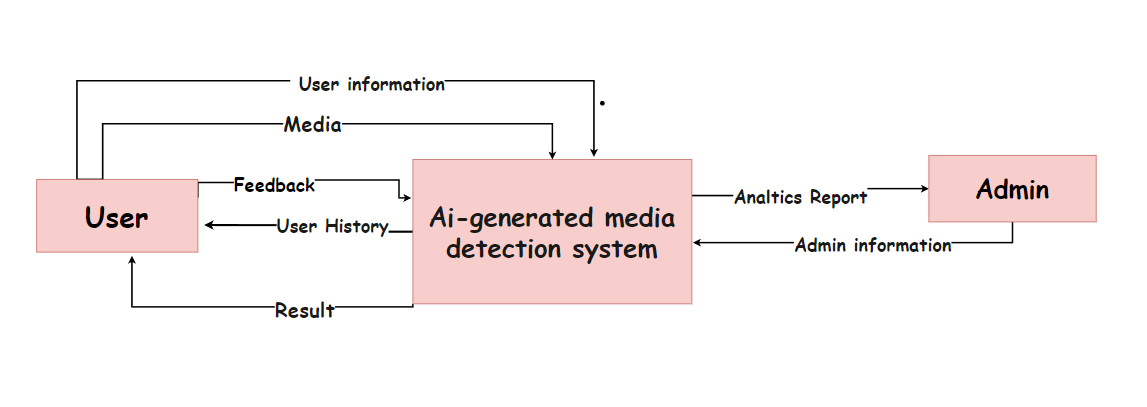 User information
Media
Feedback
User
User History
Ai-generated media
detection system
Result
Analtics Report
Admin
Admin information